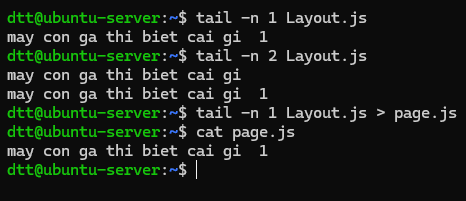 dtt@ubuntu-server:~$ tail -n 1 Layout.js
may con ga thi biet cai gi  1
dtt@ubuntu-server:~$ tail -n 2 Layout.js
may con ga thi biet cai gi
may con ga thi biet cai gi  1
dtt@ubuntu-server:~$ tail -n 1 Layout.js > page.js
dtt@ubuntu-server:~$ cat page.js
may con ga thi biet cai gi  1
dtt@ubuntu-server:~$